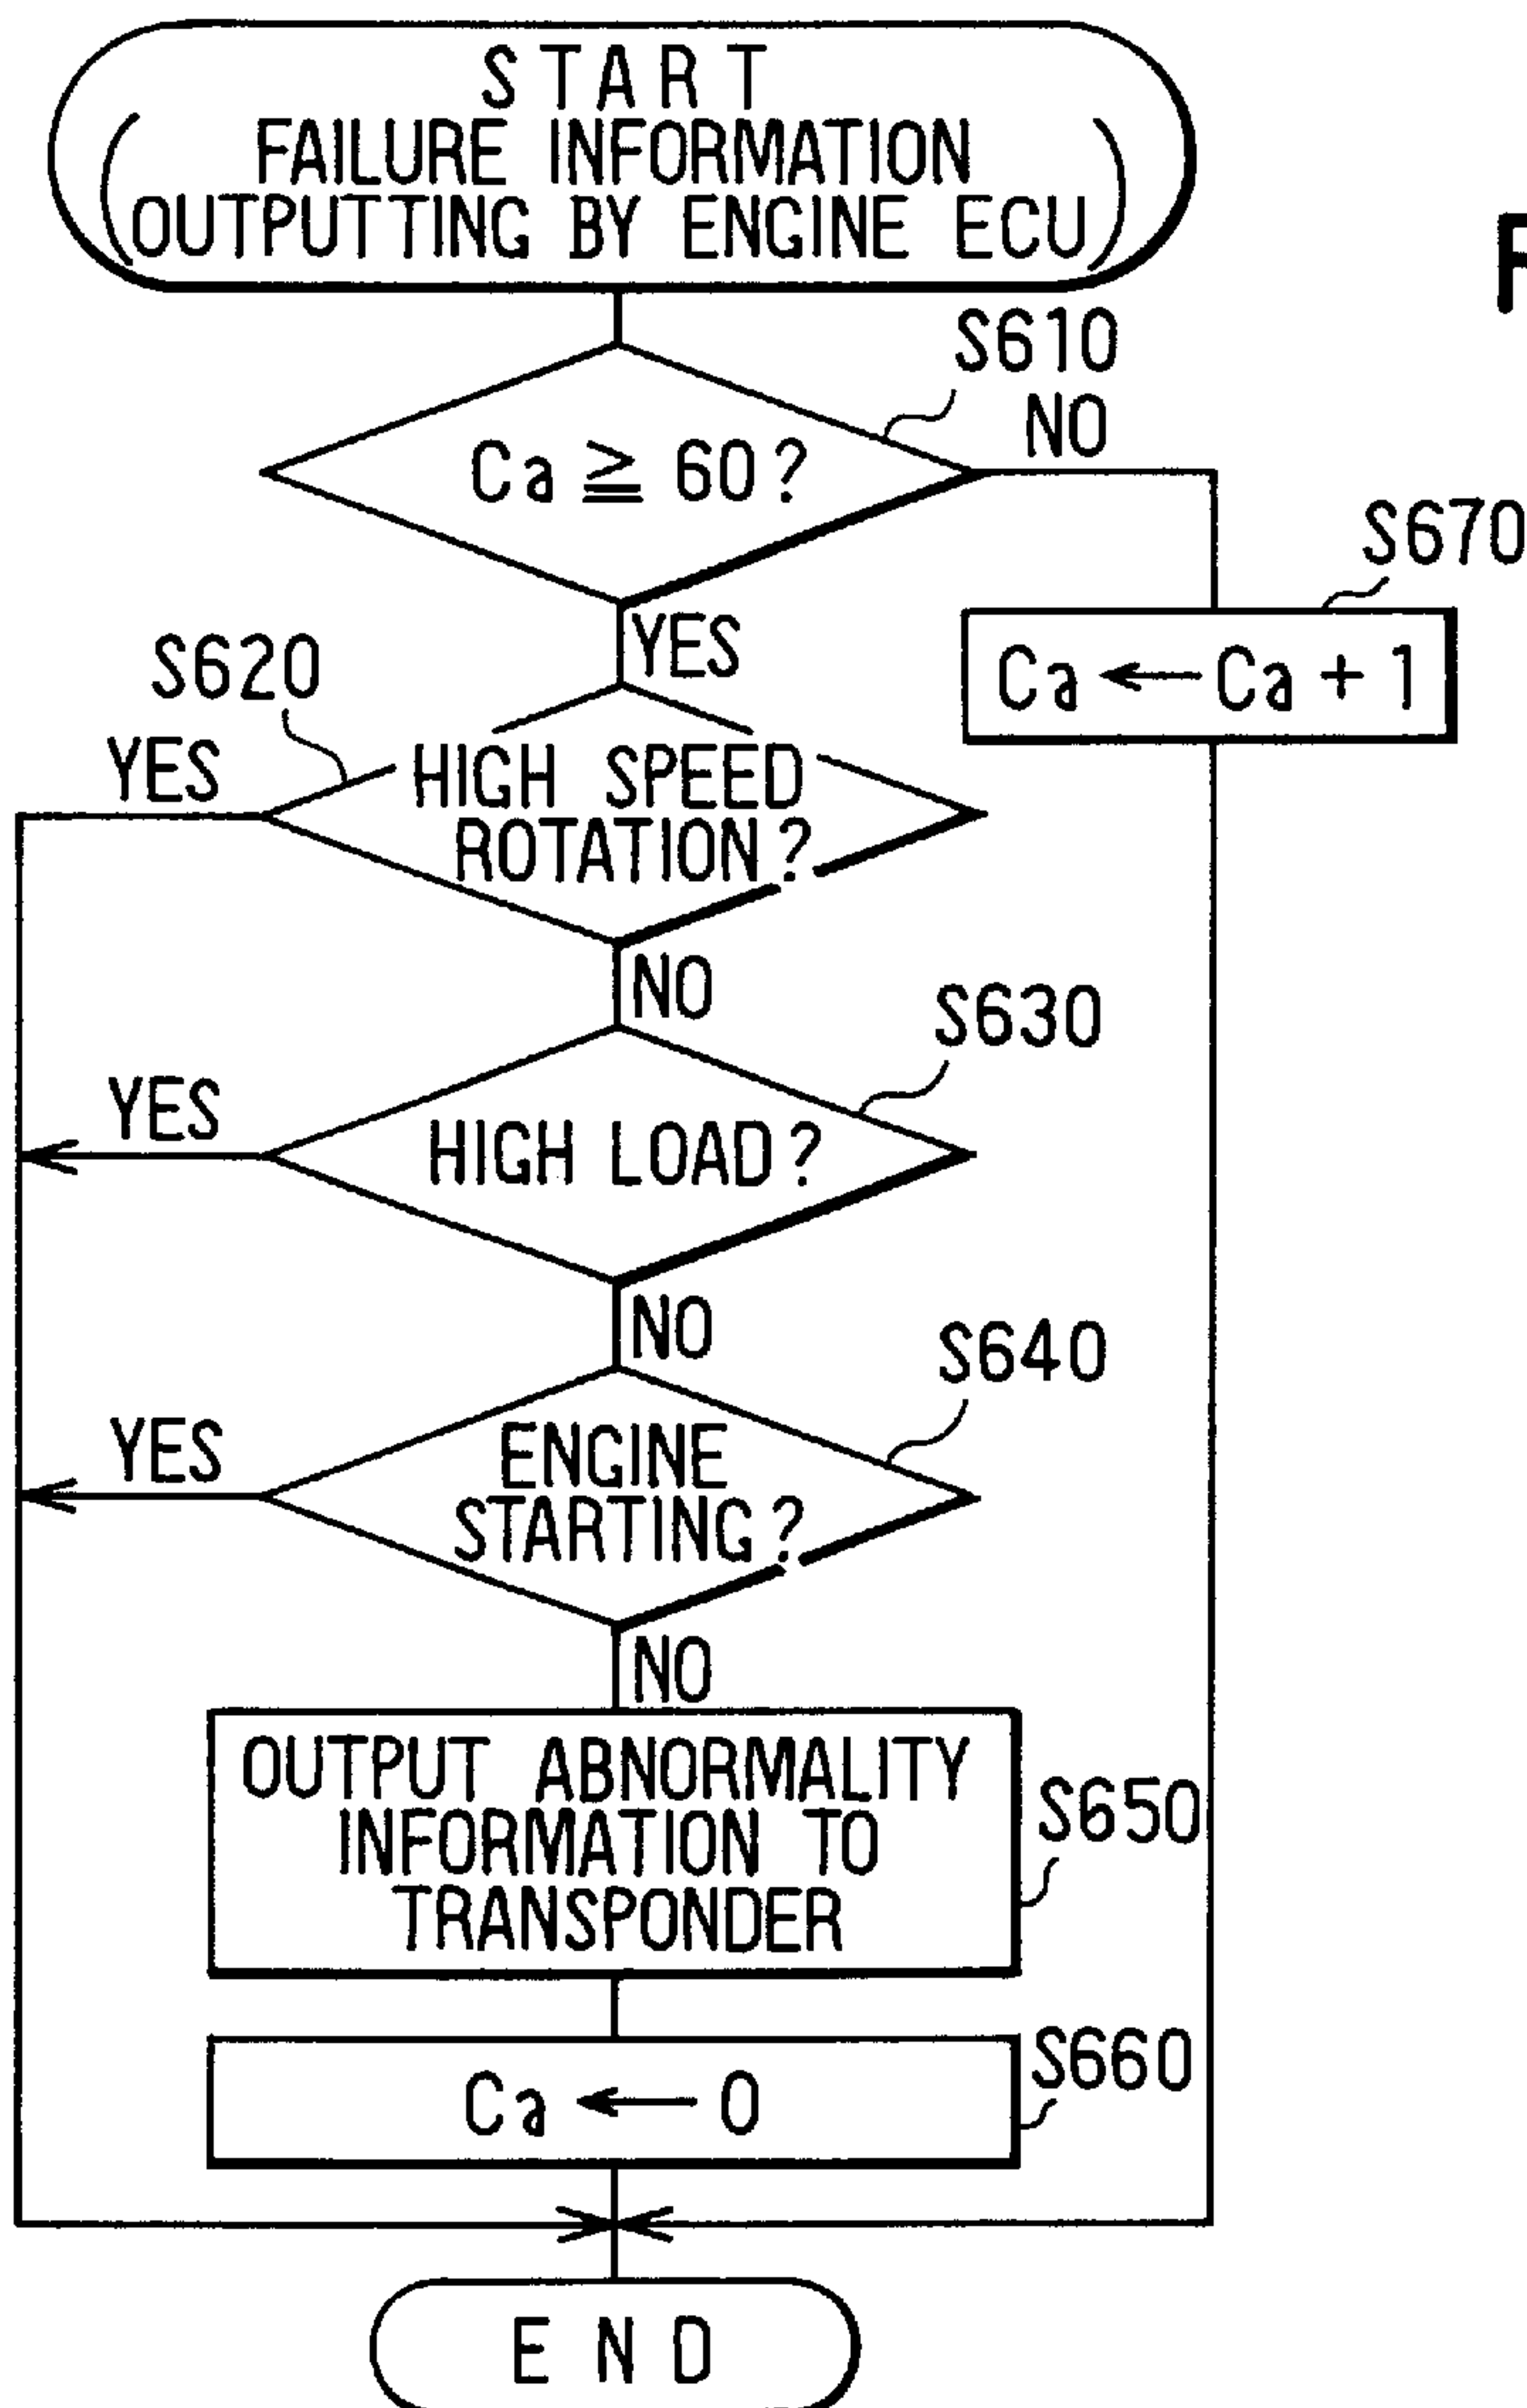 START
(FAILURE INFORMATION
OUTPUTTING BY ENGINE ECU)
S610
NO
Ca ≧ 60?
S670
YES
Ca ← Ca + 1
S620
YES
HIGH SPEED
ROTATION?
NO
S630
YES
HIGH LOAD?
NO
S640
YES
ENGINE
STARTING?
NO
OUTPUT ABNORMALITY
INFORMATION TO
TRANSPONDER
S650
S660
Ca ← 0
END